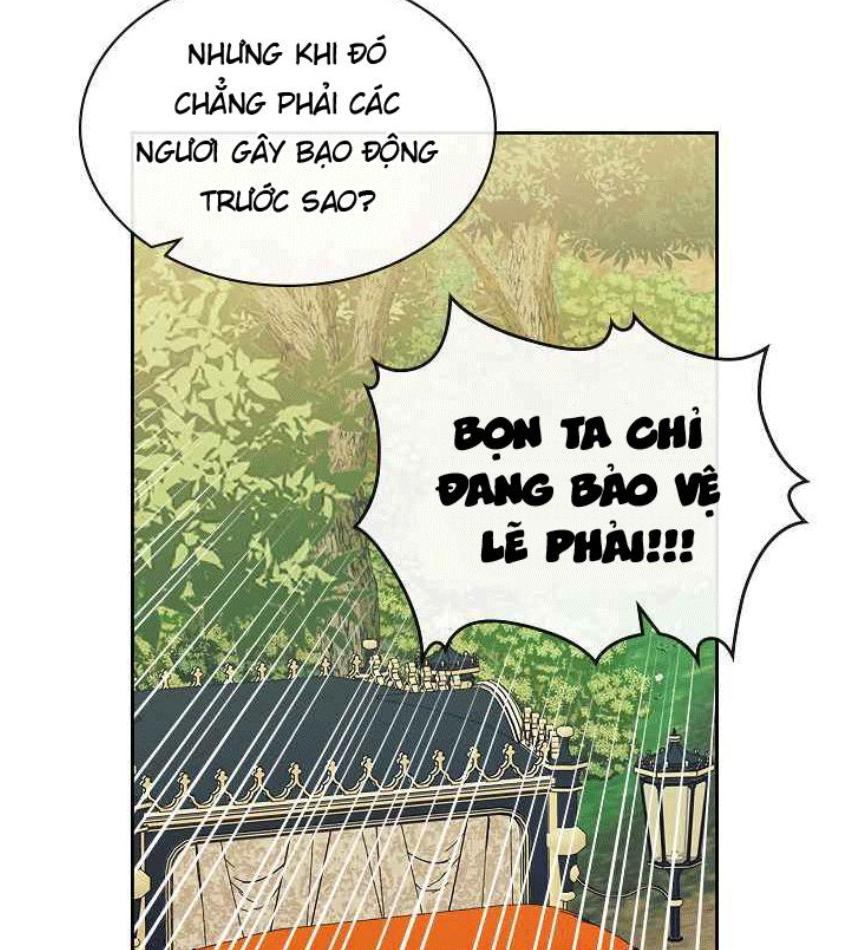 NHƯNG KHI ĐÓ
CHẲNG PHẢI CÁC
NGƯƠI GÂY BẠO ĐỘNG
TRƯỚC SAO?
BỌN TA CHỈ
ĐANG BẢO VỆ
LẼ PHẢI!!!